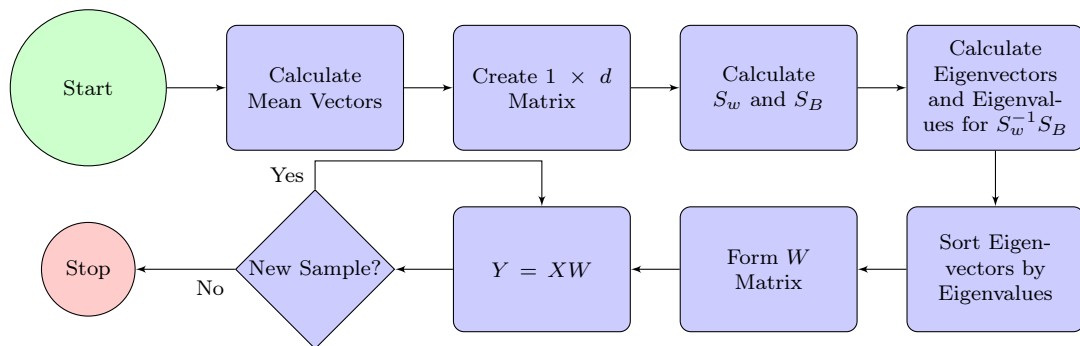 Start
Calculate
Mean Vectors
Create 1 × d
Matrix
Calculate
S_w and S_B
Calculate
Eigenvectors
and Eigenval-
ues for S_w^{-1}S_B
Yes
Stop
No
New Sample?
Y = XW
Form W
Matrix
Sort Eigen-
vectors by
Eigenvalues